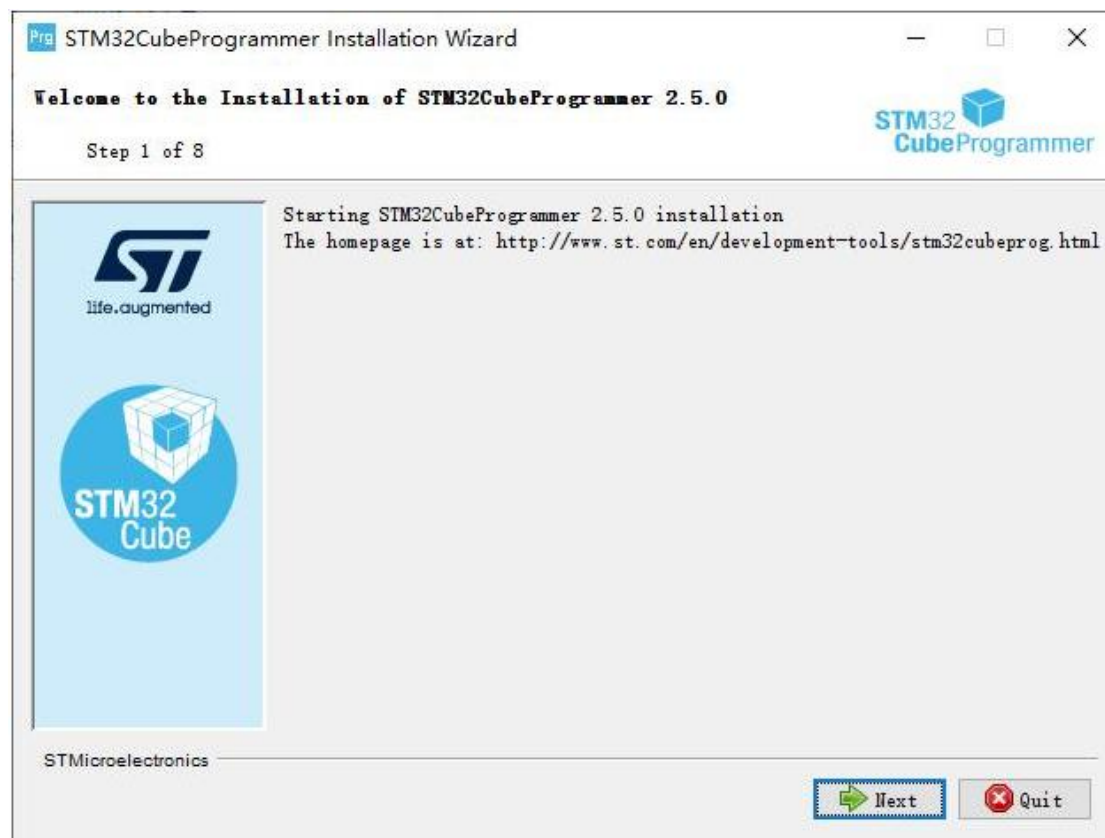 Prg STM32CubeProgrammer Installation Wizard
Welcome to the Installation of STM32CubeProgrammer 2.5.0
Step 1 of 8
STM32
CubeProgrammer
Starting STM32CubeProgrammer 2.5.0 installation
The homepage is at: http://www.st.com/en/development-tools/stm32cubeprog.html
ST
life.augmented
STM32
Cube
STMicroelectronics
Next
Quit